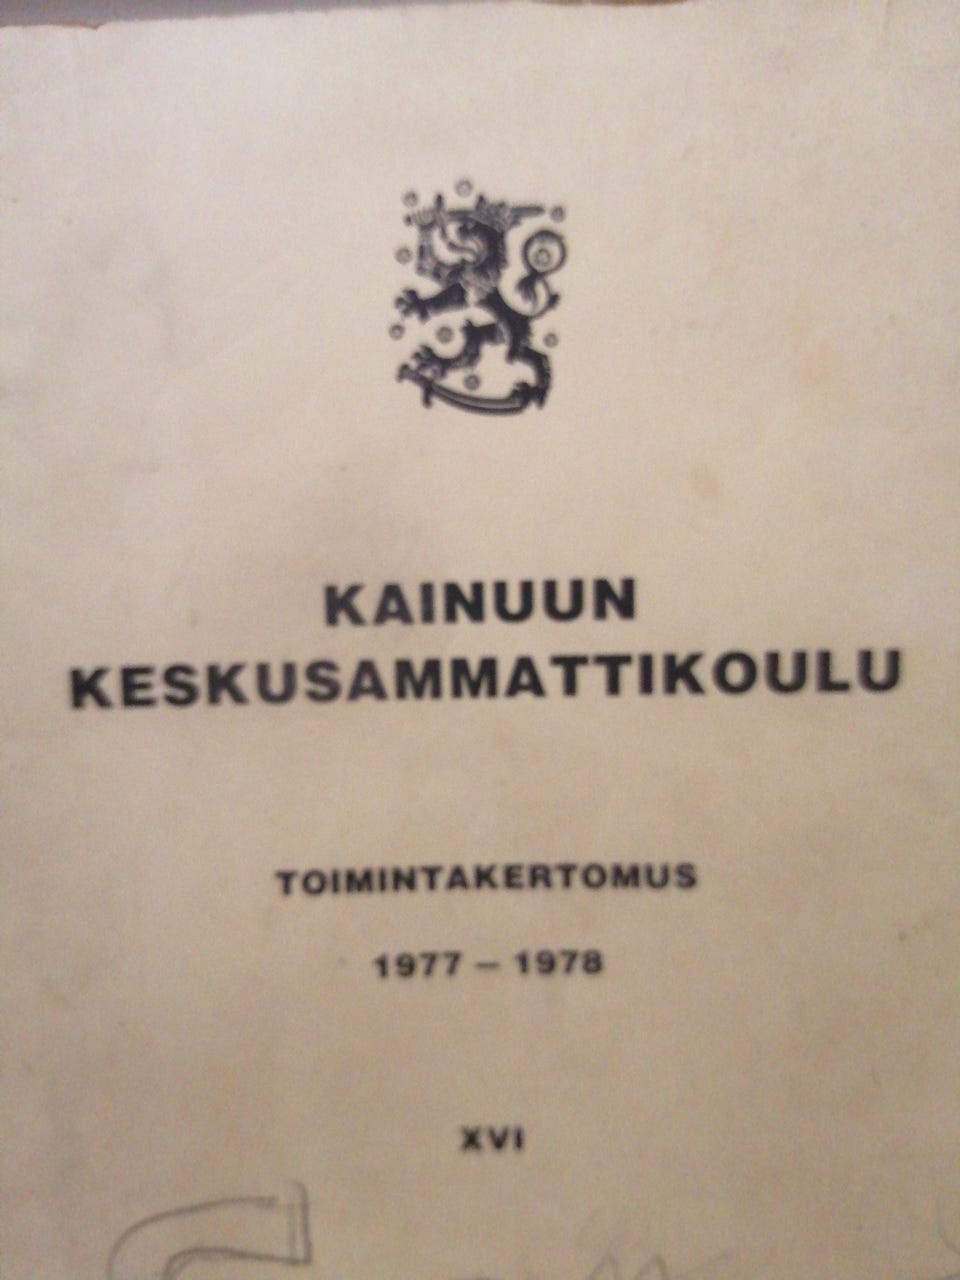 KAINUUN
KESKUSAMMATTIKOULU
TOIMINTAKERTOMUS
1977 – 1978
XVI